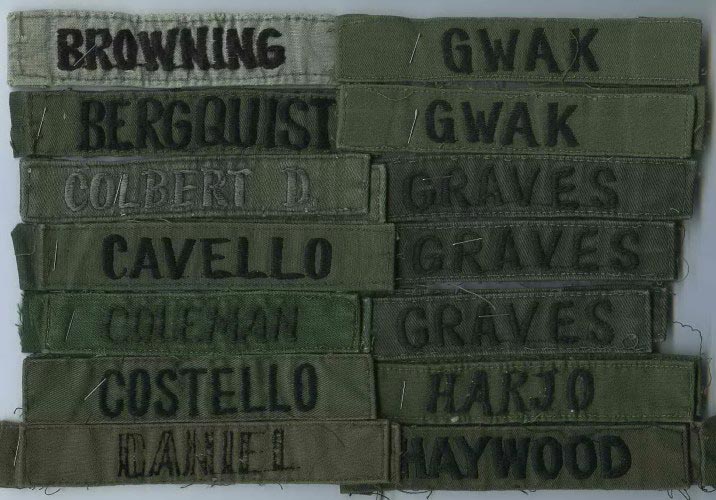 BROWNING
BERGQUIST
COLBERT D.
CAVELLO
COLEMAN
COSTELLO
DANIEL
GWAK
GWAK
GRAVES
GRAVES
GRAVES
HARJO
HAYWOOD